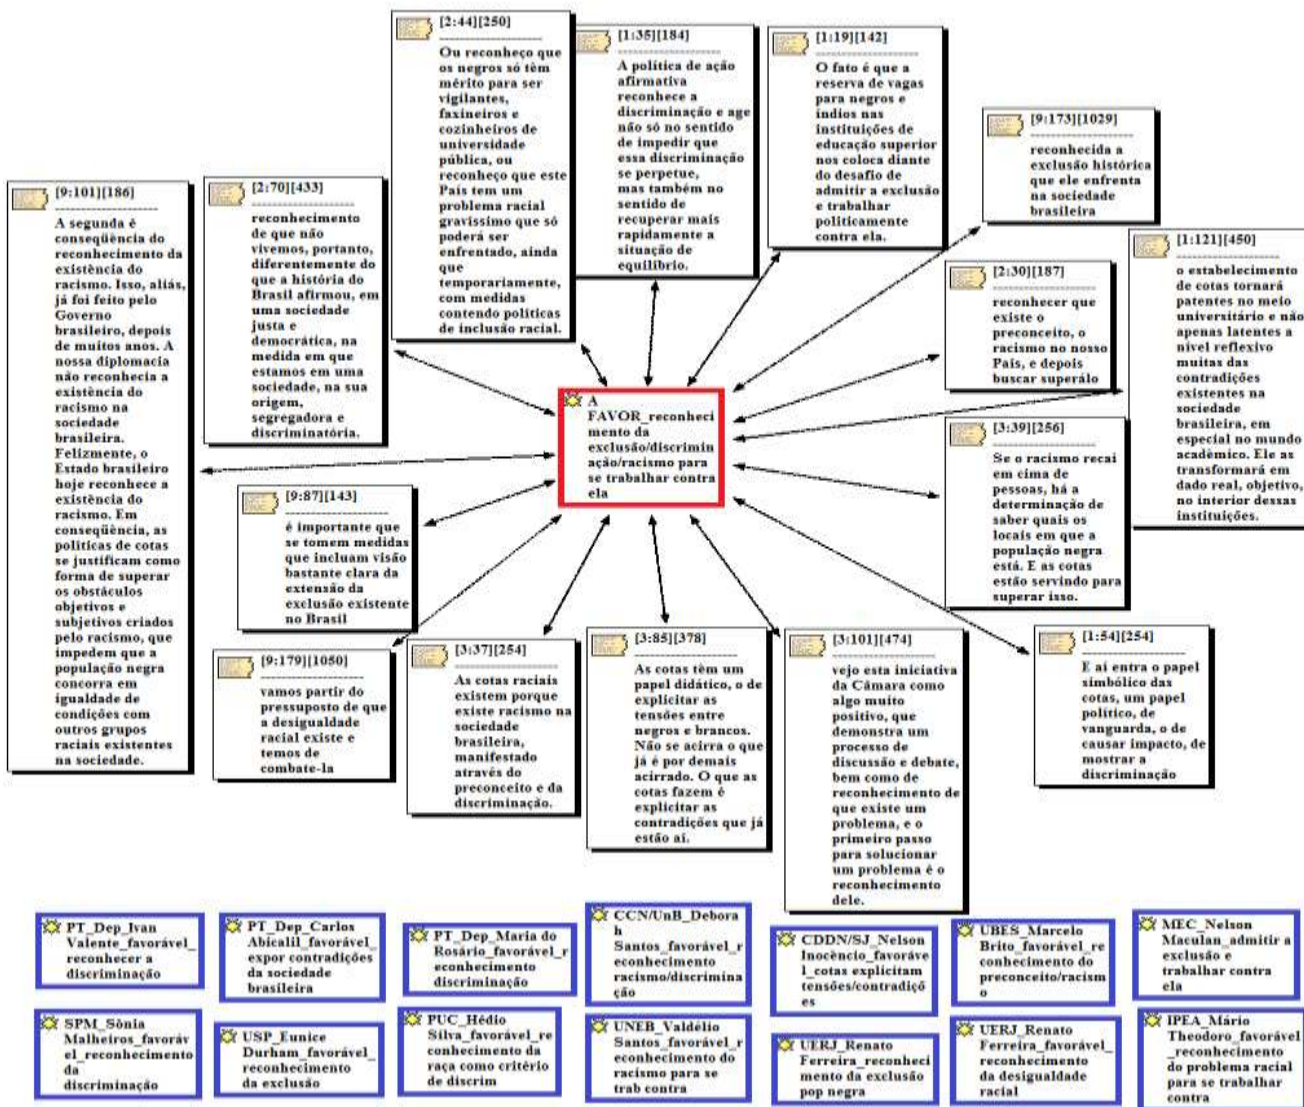 [2:44][250]
Ou reconheço que
os negros só têm
mérito para ser
vigilantes,
faxineiros e
cozinheiros de
universidade
pública, ou
reconheço que este
País tem um
problema racial
gravíssimo que só
poderá ser
enfrentado, ainda
que
temporariamente,
com medidas
contendo políticas
de inclusão racial.
[1:35][184]
A política de ação
afirmativa
reconhece a
discriminação e age
não só no sentido
de impedir que
essa discriminação
se perpetue,
mas também no
sentido de
recuperar mais
rapidamente a
situação de
equilíbrio.
[1:19][142]
O fato é que a
reserva de vagas
para negros e
índios nas
instituições de
educação superior
nos coloca diante
do desafio de
admitir a exclusão
e trabalhar
politicamente
contra ela.
[9:173][1029]
reconhecida a
exclusão histórica
que ele enfrenta
na sociedade
brasileira
[9:101][186]
A segunda é
conseqüência do
reconhecimento da
existência do
racismo. Isso, aliás,
já foi feito pelo
Governo
brasileiro, depois
de muitos anos. A
nossa diplomacia
não reconhecia a
existência do
racismo na
sociedade
brasileira.
Felizmente, o
Estado brasileiro
hoje reconhece a
existência do
racismo. Em
conseqüência, as
políticas de cotas
se justificam como
forma de superar
os obstáculos
objetivos e
subjetivos criados
pelo racismo, que
impedem que a
população negra
concorra em
igualdade de
condições com
outros grupos
raciais existentes
na sociedade.
[2:70][433]
reconhecimento
de que não
vivemos, portanto,
diferentemente do
que a história do
Brasil afirmou, em
uma sociedade
justa e
democrática, na
medida em que
estamos em uma
sociedade, na sua
origem,
segregadora e
discriminatória.
[1:121][450]
o estabelecimento
de cotas tornará
patentes no meio
universitário e não
apenas latentes a
nível reflexivo
muitas das
contradições
existentes na
sociedade
brasileira, em
especial no mundo
acadêmico. Ele as
transformará em
dado real, objetivo,
no interior dessas
instituições.
[2:30][187]
reconhecer que
existe o
preconceito, o
racismo no nosso
País, e depois
buscar superálo
A
FAVOR_reconheci
mento da
exclusão/discrimin
ação/racismo para
se trabalhar contra
ela
[3:39][256]
Se o racismo recai
em cima de
pessoas, há a
determinação de
saber quais os
locais em que a
população negra
está. E as cotas
estão servindo para
superar isso.
[9:87][143]
é importante que
se tomem medidas
que incluam visão
bastante clara da
extensão da
exclusão existente
no Brasil
[9:179][1050]
vamos partir do
pressuposto de que
a desigualdade
racial existe e
temos de
combate-la
[3:37][254]
As cotas raciais
existem porque
existe racismo na
sociedade
brasileira,
manifestado
através do
preconceito e da
discriminação.
[3:85][378]
As cotas têm um
papel didático, o de
explicitar as
tensões entre
negros e brancos.
Não se acirra o que
já é por demais
acirrado. O que as
cotas fazem é
explicitar as
contradições que já
estão aí.
[3:101][474]
vejo esta iniciativa
da Câmara como
algo muito
positivo, que
demonstra um
processo de
discussão e debate,
bem como de
reconhecimento de
que existe um
problema, e o
primeiro passo
para solucionar
um problema é o
reconhecimento
dele.
[1:54][254]
E aí entra o papel
simbólico das
cotas, um papel
político, de
vanguarda, o de
causar impacto, de
mostrar a
discriminação
PT_Dep_Ivan
Valente_favorável_
reconhecer a
discriminação
PT_Dep_Carlos
Abicalil_favorável_
expor contradições
da sociedade
brasileira
PT_Dep_Maria do
Rosário_favorável_r
econhecimento
discriminação
CCN/UnB_Debora
h
Santos_favorável_r
econhecimento
racismo/discrimina
ção
CDDN/SJ_Nelson
Inocêncio_favoráve
l_cotas explicitam
tensões/contradiçõ
es
UBES_Marcelo
Brito_favorável_re
conhecimento do
preconceito/racism
o
MEC_Nelson
Maculan_admitir a
exclusão e
trabalhar contra
ela
SPM_Sônia
Malheiros_favoráv
el_reconhecimento
da
discriminação
USP_Eunice
Durham_favorável_
reconhecimento
da exclusão
PUC_Hédio
Silva_favorável_re
conhecimento da
raça como critério
de discrim
UNEB_Valdélio
Santos_favorável_r
econhecimento do
racismo para se
trab contra
UERJ_Renato
Ferreira_reconheci
mento da exclusão
pop negra
UERJ_Renato
Ferreira_favorável_
reconhecimento
da desigualdade
racial
IPEA_Mário
Theodoro_favorável
_reconhecimento
do problema racial
para se trabalhar
contra